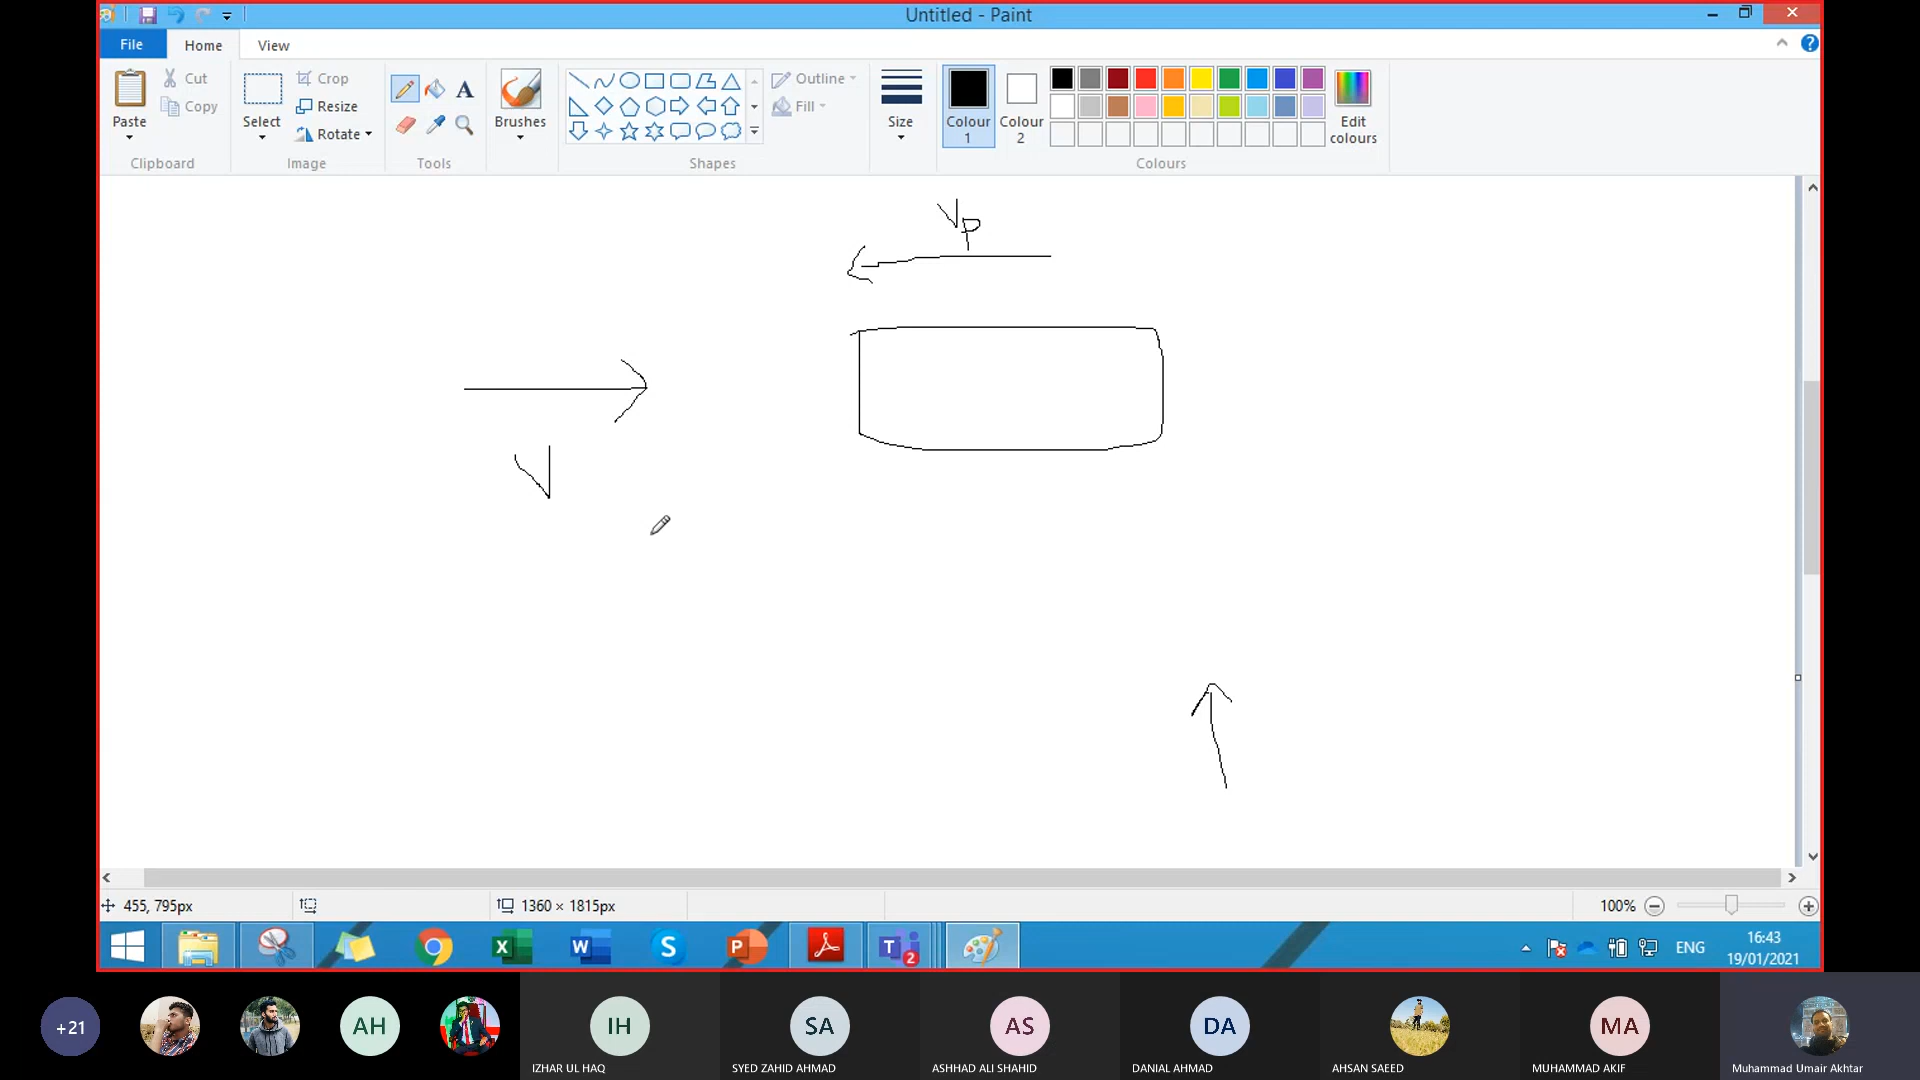 Untitled - Paint
File Home View
Paste
Cut
Copy
Clipboard
Select
Crop
Resize
Rotate
Image
A
Tools
Brushes
Shapes
Outline
Fill
Size
Colour 1
Colour 2
Edit colours
Colours
Vp
V
455, 795px
1360 × 1815px
100%
T 2
ENG
16:43
19/01/2021
+21
AH
IH
IZHAR UL HAQ
SA
SYED ZAHID AHMAD
AS
ASHHAD ALI SHAHID
DA
DANIAL AHMAD
AHSAN SAEED
MA
MUHAMMAD AKIF
Muhammad Umair Akhtar